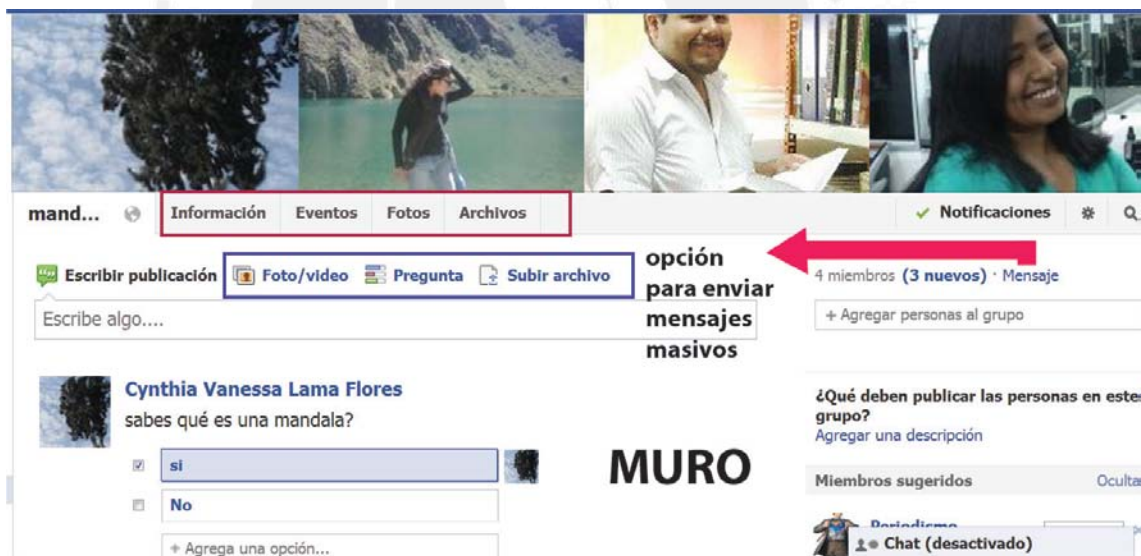 mand...
Información Eventos Fotos Archivos
Notificaciones
Escribir publicación Foto/video Pregunta Subir archivo
Escribe algo....
opción
para enviar
mensajes
masivos
4 miembros (3 nuevos) · Mensaje
+ Agregar personas al grupo
Cynthia Vanessa Lama Flores
sabes qué es una mandala?
si
No
+ Agrega una opción...
MURO
¿Qué deben publicar las personas en este
grupo?
Agregar una descripción
Miembros sugeridos Ocultar
Periodismo
Chat (desactivado)